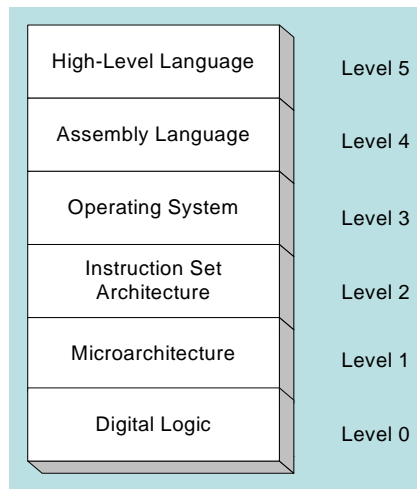 High-Level Language Level 5
Assembly Language Level 4
Operating System Level 3
Instruction Set
Architecture Level 2
Microarchitecture Level 1
Digital Logic Level 0